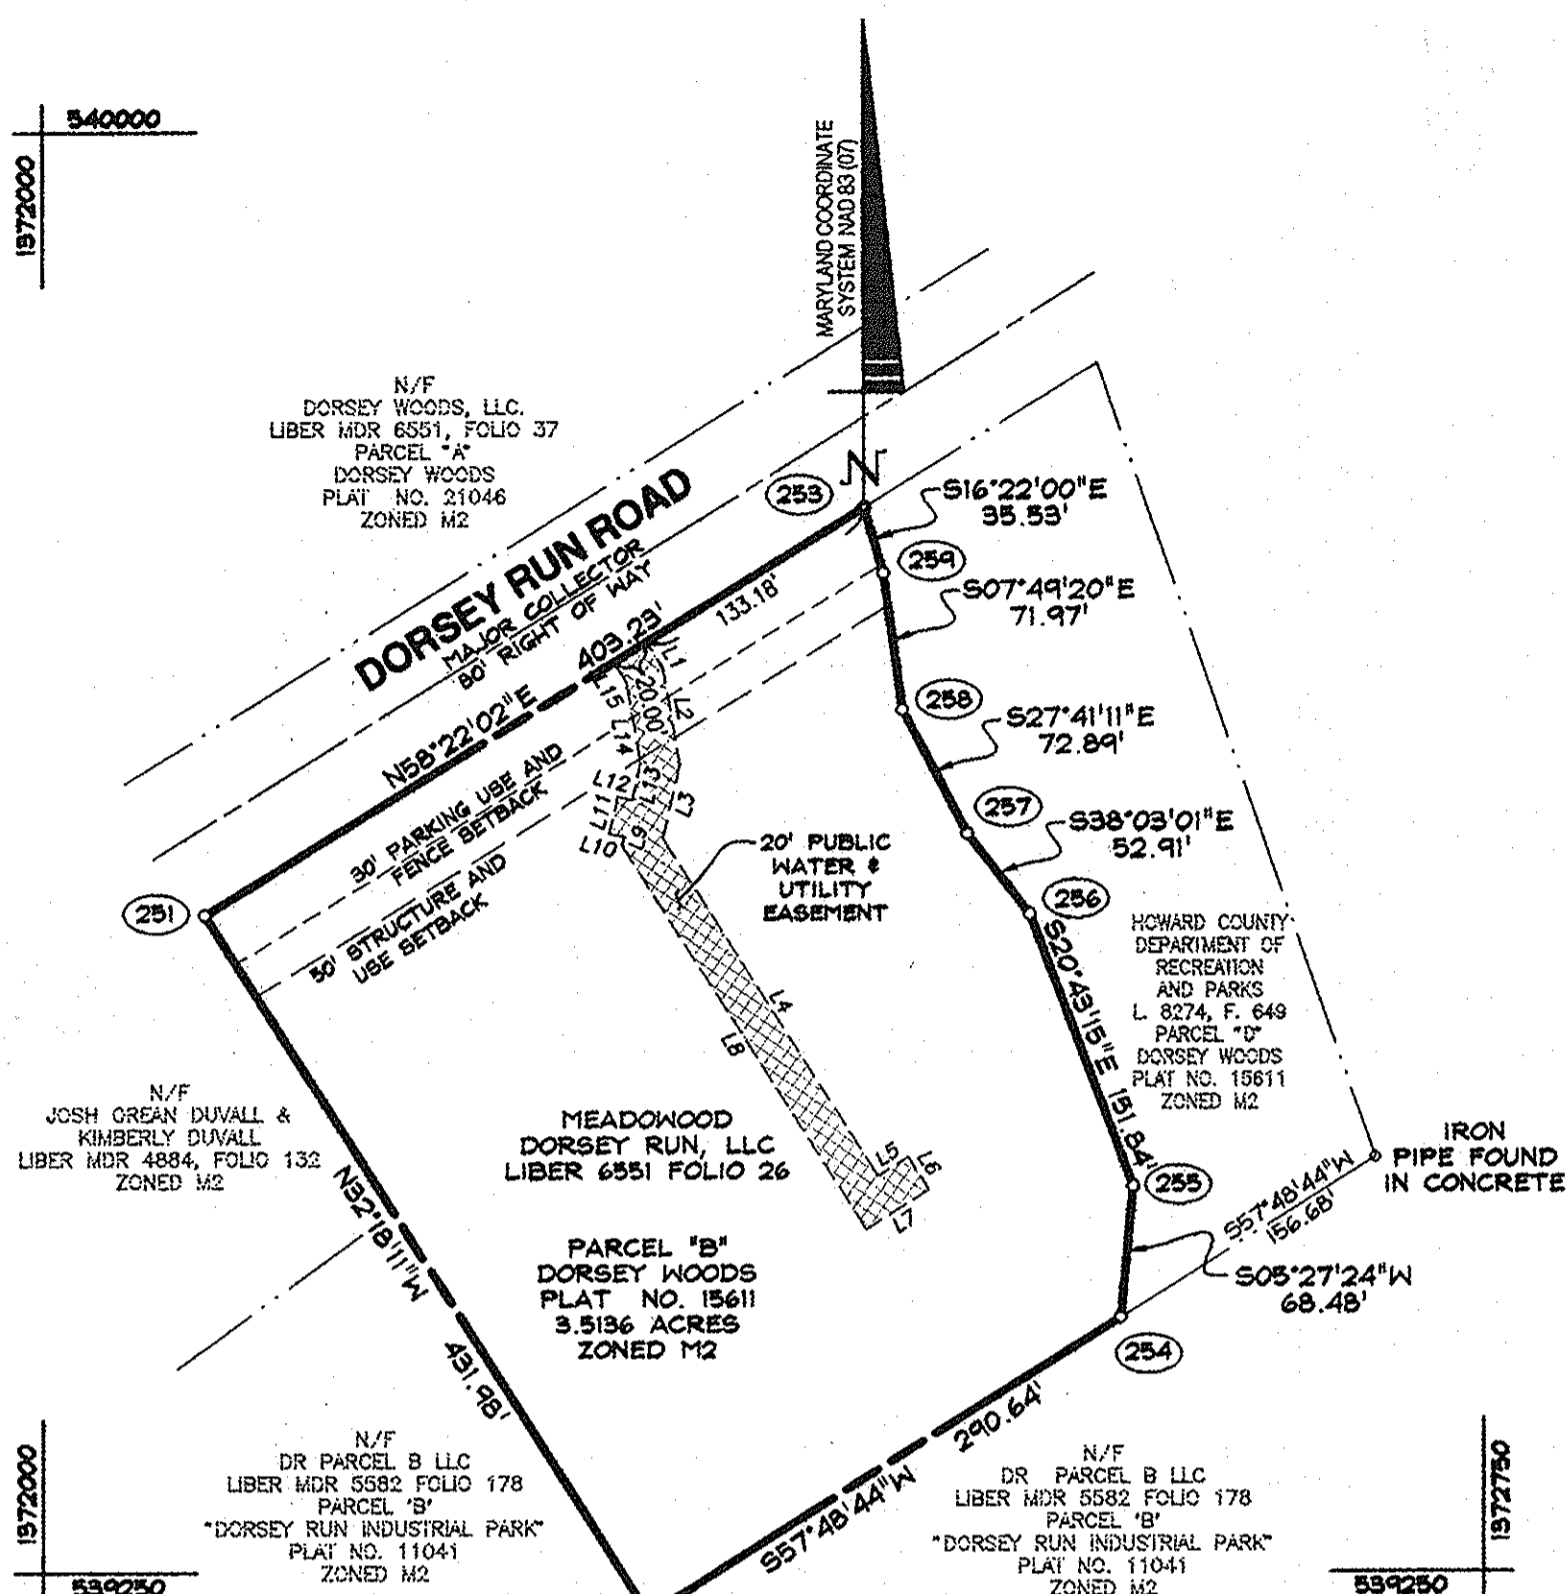 540000
1372000
MARYLAND COORDINATE
SYSTEM NAD 83 (07)
N
N/F
DORSEY WOODS, LLC.
LIBER MDR 6551, FOLIO 37
PARCEL "A"
DORSEY WOODS
PLAT NO. 21046
ZONED M2
DORSEY RUN ROAD
MAJOR COLLECTOR
80' RIGHT OF WAY
253
S16°22'00"E
35.53'
259
S07°49'20"E
71.97'
258
S27°41'11"E
72.89'
257
S38°03'01"E
52.91'
256
S20°43'15"E 151.84'
255
S05°27'24"W
68.48'
254
N58°22'02"E
403.23'
133.18'
L1
L15
20.00'
L2
L14
L12
L13
L11
L3
L9
L10
30' PARKING USE AND
FENCE SETBACK
50' STRUCTURE AND
USE SETBACK
251
20' PUBLIC
WATER &
UTILITY
EASEMENT
L4
L8
L5
L6
L7
HOWARD COUNTY
DEPARTMENT OF
RECREATION
AND PARKS
L. 8274, F. 649
PARCEL "D"
DORSEY WOODS
PLAT NO. 15611
ZONED M2
IRON
PIPE FOUND
IN CONCRETE
S57°48'44"W
156.68'
N/F
JOSH GREAN DUVALL &
KIMBERLY DUVALL
LIBER MDR 4884, FOLIO 132
ZONED M2
MEADOWOOD
DORSEY RUN, LLC
LIBER 6551 FOLIO 26
PARCEL "B"
DORSEY WOODS
PLAT NO. 15611
3.5136 ACRES
ZONED M2
N32°18'11"W
431.98'
S57°48'44"W
290.64'
N/F
DR PARCEL B LLC
LIBER MDR 5582 FOLIO 178
PARCEL 'B'
"DORSEY RUN INDUSTRIAL PARK"
PLAT NO. 11041
ZONED M2
N/F
DR PARCEL B LLC
LIBER MDR 5582 FOLIO 178
PARCEL 'B'
"DORSEY RUN INDUSTRIAL PARK"
PLAT NO. 11041
ZONED M2
1372000
539250
1372750
539250